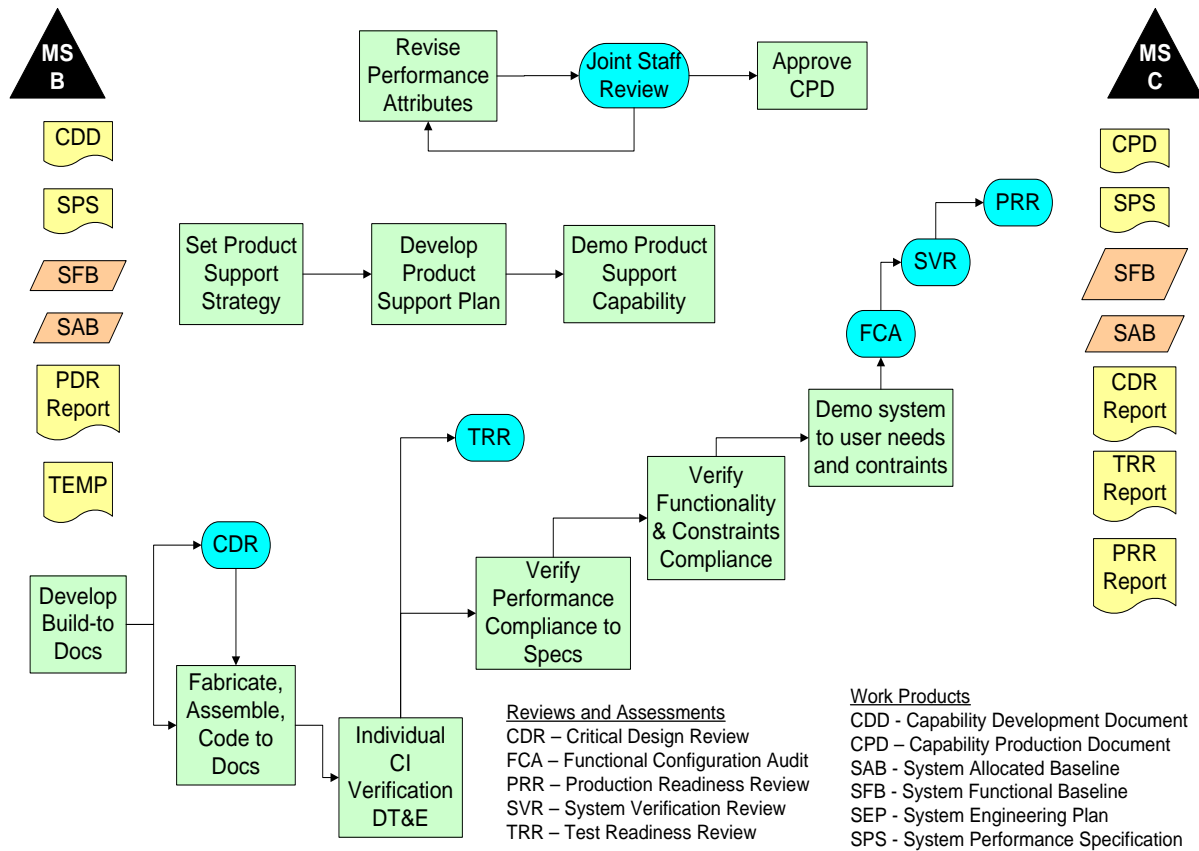 MS
B
CDD
SPS
SFB
SAB
PDR
Report
TEMP
Revise
Performance
Attributes
Joint Staff
Review
Approve
CPD
Set Product
Support
Strategy
Develop
Product
Support Plan
Demo Product
Support
Capability
PRR
SVR
FCA
TRR
CDR
Develop
Build-to
Docs
Fabricate,
Assemble,
Code to
Docs
Individual
CI
Verification
DT&E
Verify
Performance
Compliance to
Specs
Verify
Functionality
& Constraints
Compliance
Demo system
to user needs
and contraints
MS
C
CPD
SPS
SFB
SAB
CDR
Report
TRR
Report
PRR
Report
Reviews and Assessments
CDR – Critical Design Review
FCA – Functional Configuration Audit
PRR – Production Readiness Review
SVR – System Verification Review
TRR – Test Readiness Review
Work Products
CDD - Capability Development Document
CPD – Capability Production Document
SAB - System Allocated Baseline
SFB - System Functional Baseline
SEP - System Engineering Plan
SPS - System Performance Specification